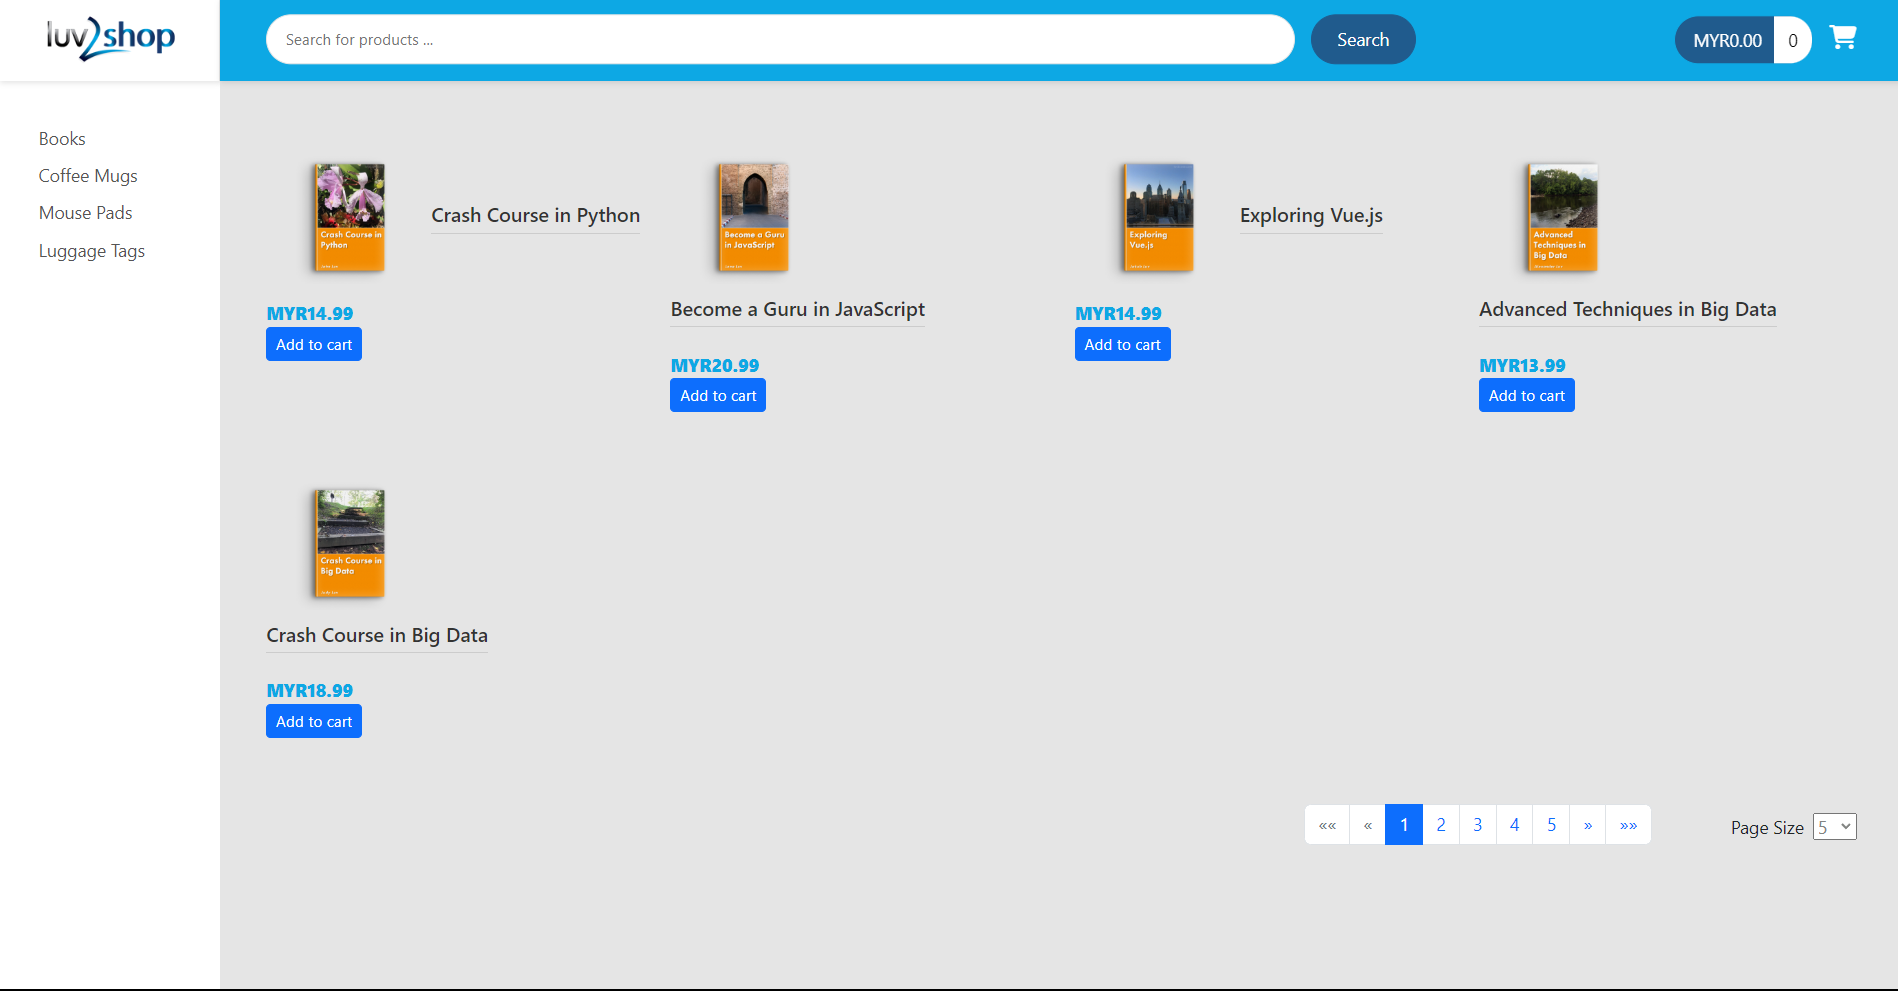 luv2shop
Search for products ...
Search
MYR0.00
0
Books
Coffee Mugs
Mouse Pads
Luggage Tags
Crash Course in
Python
Crash Course in Python
MYR14.99
Add to cart
Become a Guru
in JavaScript
Become a Guru in JavaScript
MYR20.99
Add to cart
Exploring
Vue.js
Exploring Vue.js
MYR14.99
Add to cart
Advanced
Techniques in
Big Data
Advanced Techniques in Big Data
MYR13.99
Add to cart
Crash Course in
Big Data
Crash Course in Big Data
MYR18.99
Add to cart
«« « 1 2 3 4 5 » »»
Page Size 5